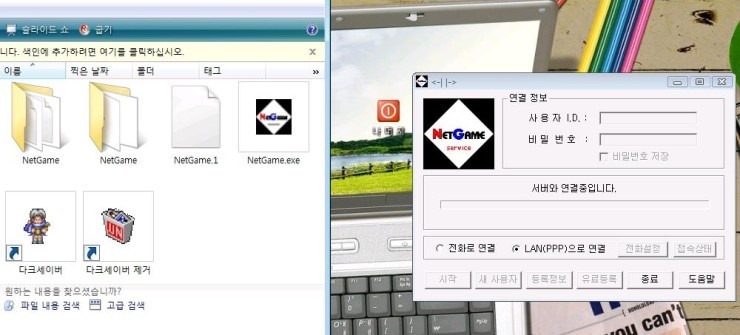 슬라이드 쇼 굽기
니다. 색인에 추가하려면 여기를 클릭하십시오.
이름 찍은 날짜 폴더 태그 »
NetGame NetGame NetGame.1 NetGame.exe
NETGAME
다크세이버 다크세이버 제거
원하는 내용을 찾으셨습니까?
파일 내용 검색 고급 검색
<-| |->
연결 정보
사용자 I.D. :
비밀 번호 :
비밀번호 저장
NETGAME
service
서버와 연결중입니다.
전화로 연결 LAN(PPP)으로 연결 전화설정 접속상태
시작 새 사용자 등록정보 유료등록 종료 도움말
you can't